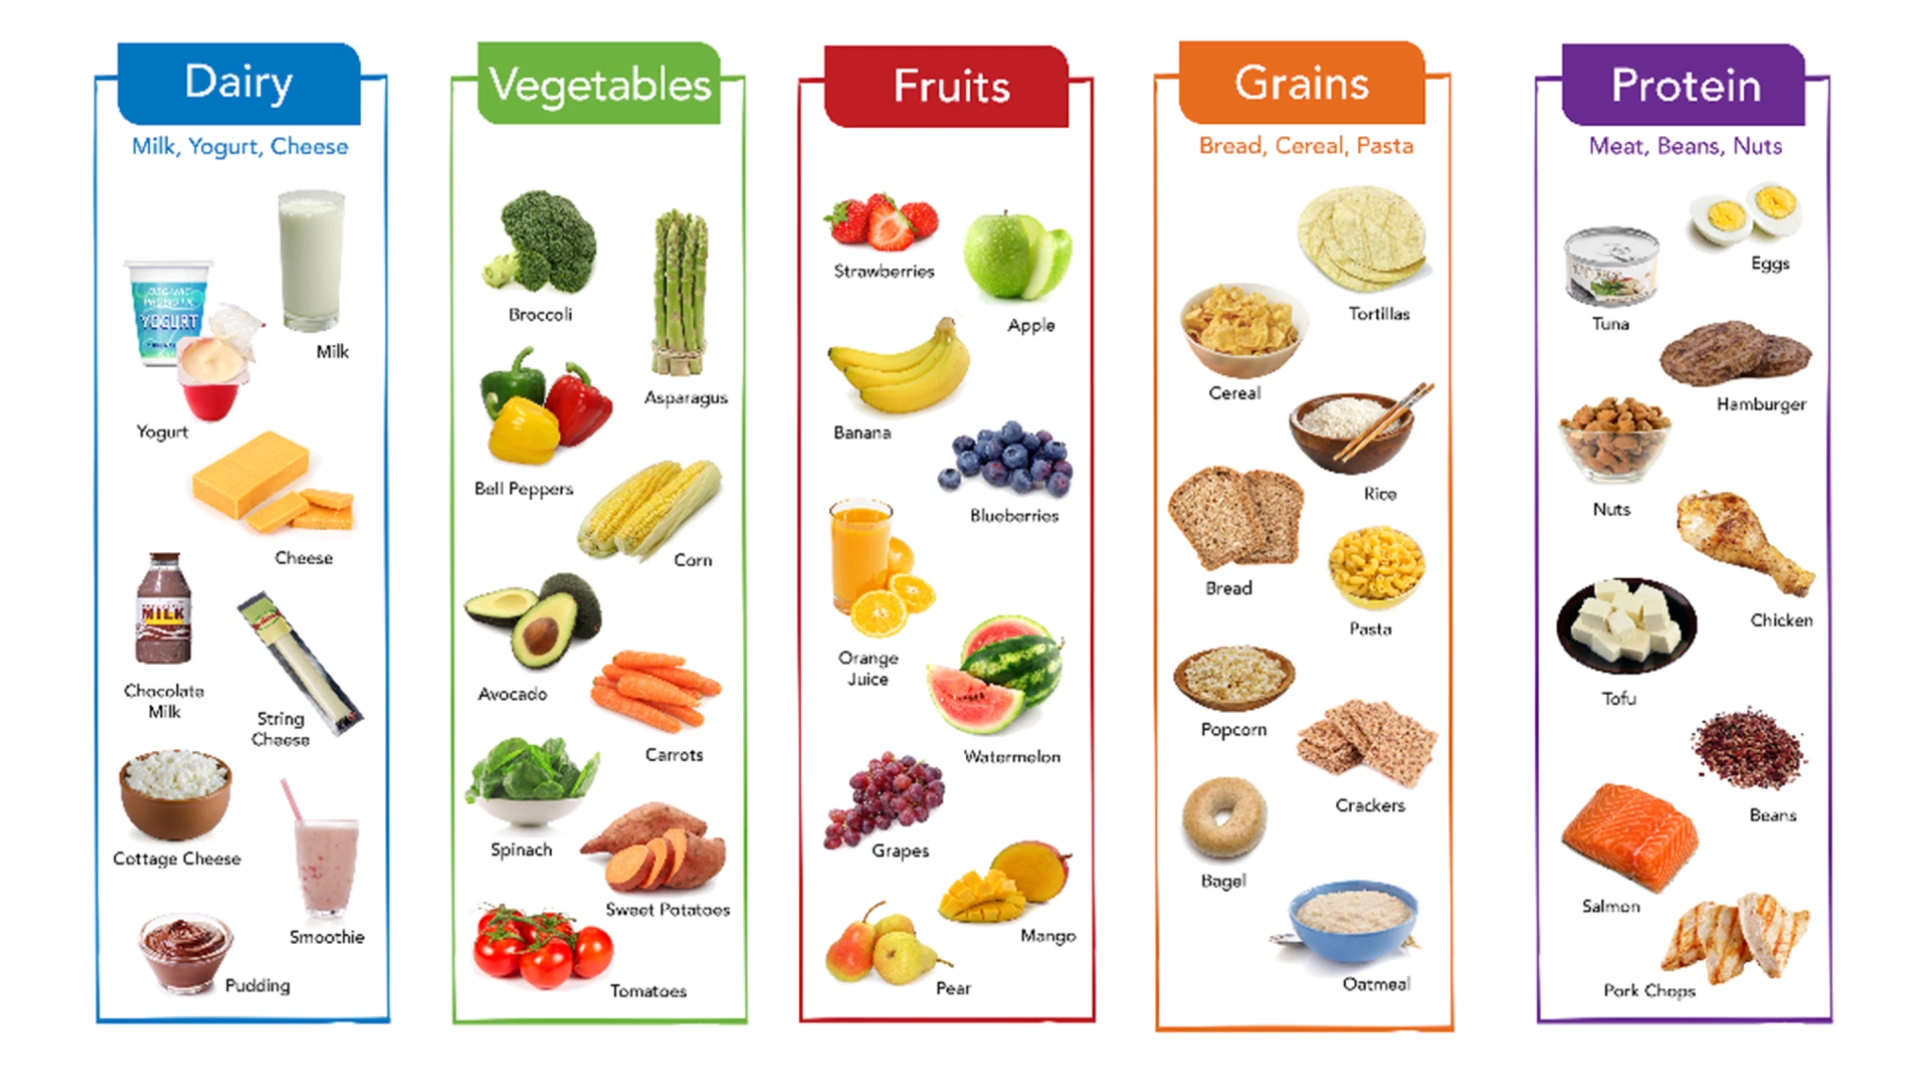 Dairy
Milk, Yogurt, Cheese
Milk
YOGURT
Yogurt
Cheese
MILK
Chocolate
Milk
String
Cheese
Cottage Cheese
Smoothie
Pudding
Vegetables
Broccoli
Asparagus
Bell Peppers
Corn
Avocado
Carrots
Spinach
Sweet Potatoes
Tomatoes
Fruits
Strawberries
Apple
Banana
Blueberries
Orange
Juice
Watermelon
Grapes
Mango
Pear
Grains
Bread, Cereal, Pasta
Tortillas
Cereal
Rice
Bread
Pasta
Popcorn
Crackers
Bagel
Oatmeal
Protein
Meat, Beans, Nuts
Eggs
Tuna
Hamburger
Nuts
Chicken
Tofu
Beans
Salmon
Pork Chops